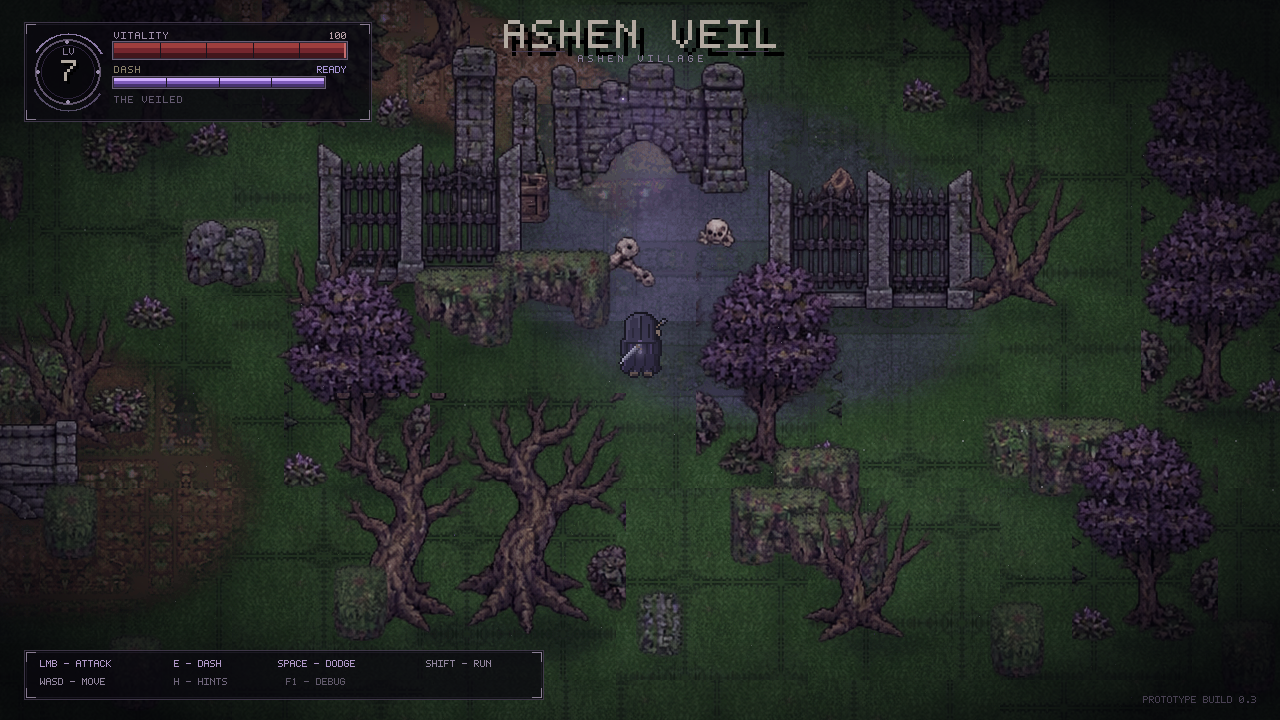 ASHEN VEIL
ASHEN VILLAGE
VITALITY 100
LV
7
DASH READY
THE VEILED
LMB - ATTACK E - DASH SPACE - DODGE SHIFT - RUN
WASD - MOVE H - HINTS F1 - DEBUG
PROTOTYPE BUILD 0.3